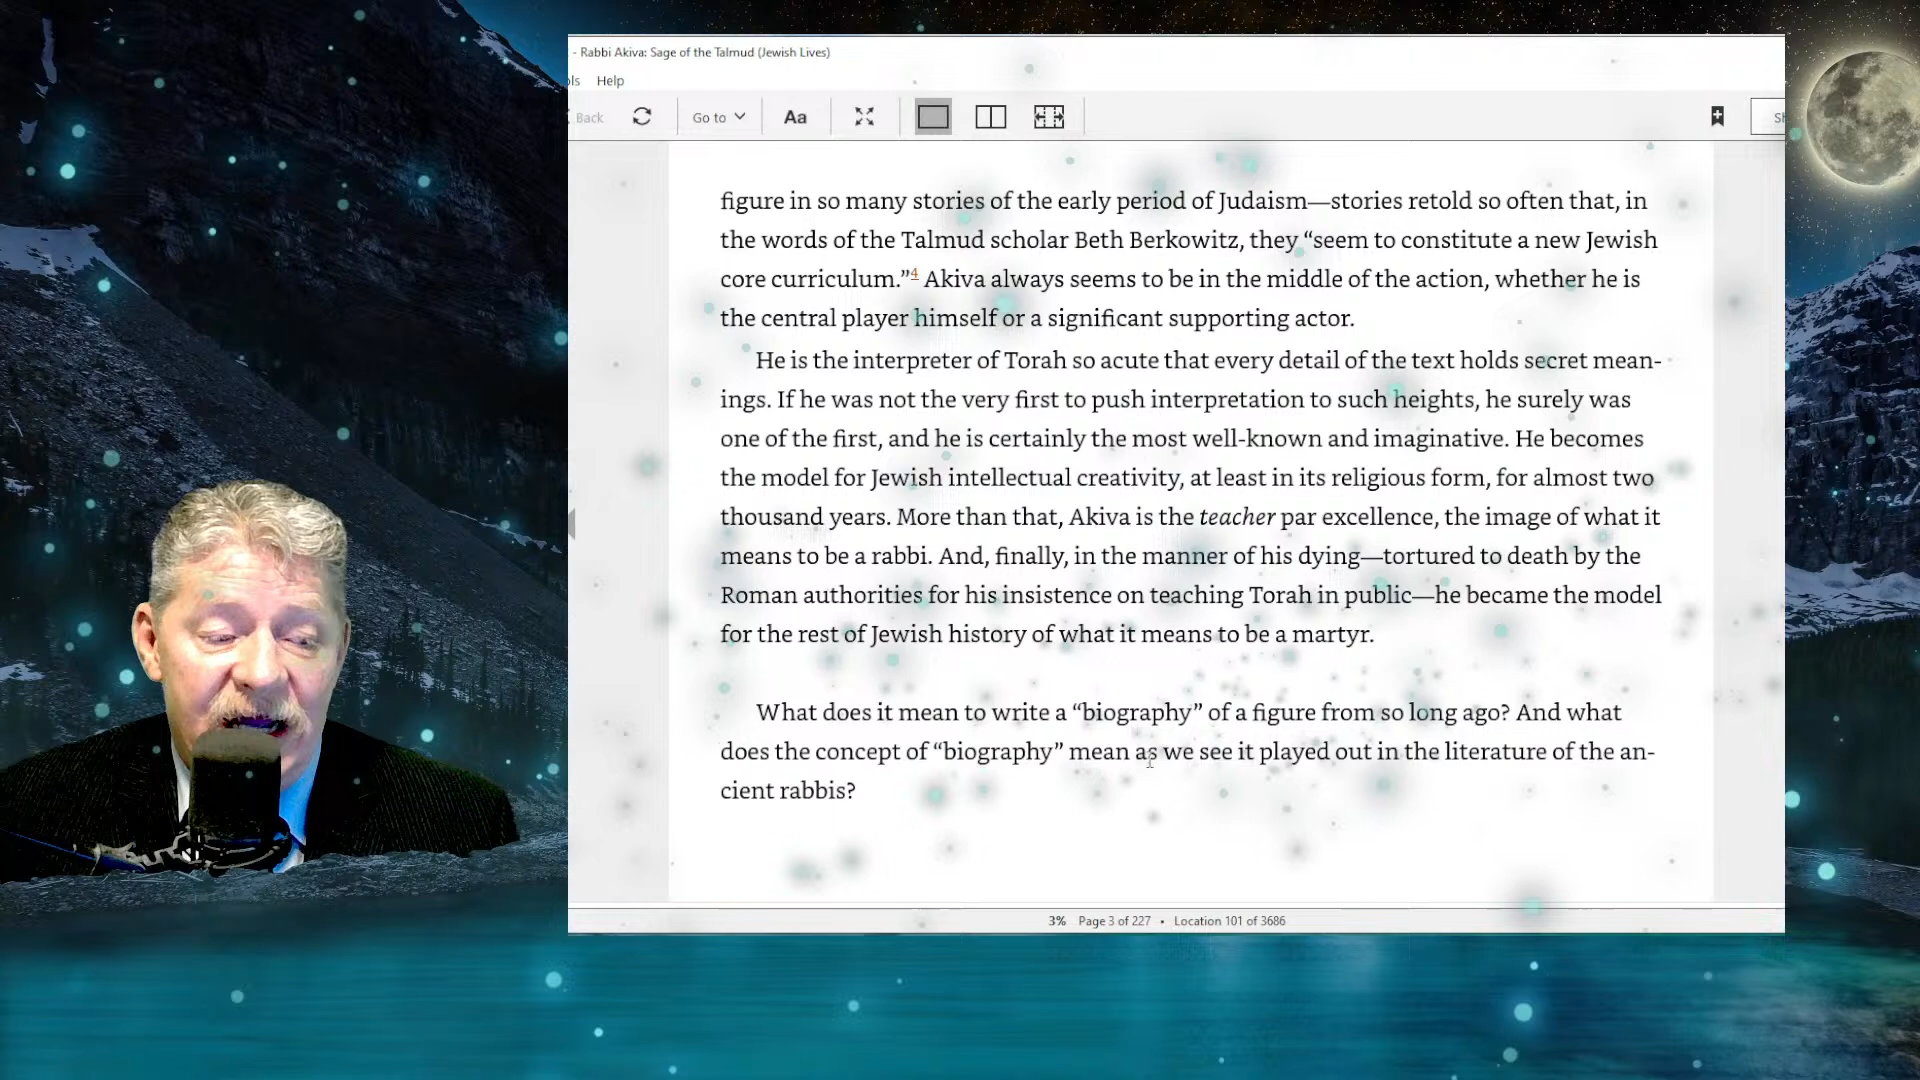 - Rabbi Akiva: Sage of the Talmud (Jewish Lives)
ols Help
Back Go to Aa
figure in so many stories of the early period of Judaism—stories retold so often that, in
the words of the Talmud scholar Beth Berkowitz, they “seem to constitute a new Jewish
core curriculum.”4 Akiva always seems to be in the middle of the action, whether he is
the central player himself or a significant supporting actor.
He is the interpreter of Torah so acute that every detail of the text holds secret mean-
ings. If he was not the very first to push interpretation to such heights, he surely was
one of the first, and he is certainly the most well-known and imaginative. He becomes
the model for Jewish intellectual creativity, at least in its religious form, for almost two
thousand years. More than that, Akiva is the teacher par excellence, the image of what it
means to be a rabbi. And, finally, in the manner of his dying—tortured to death by the
Roman authorities for his insistence on teaching Torah in public—he became the model
for the rest of Jewish history of what it means to be a martyr.
What does it mean to write a “biography” of a figure from so long ago? And what
does the concept of “biography” mean as we see it played out in the literature of the an-
cient rabbis?
3% Page 3 of 227 • Location 101 of 3686